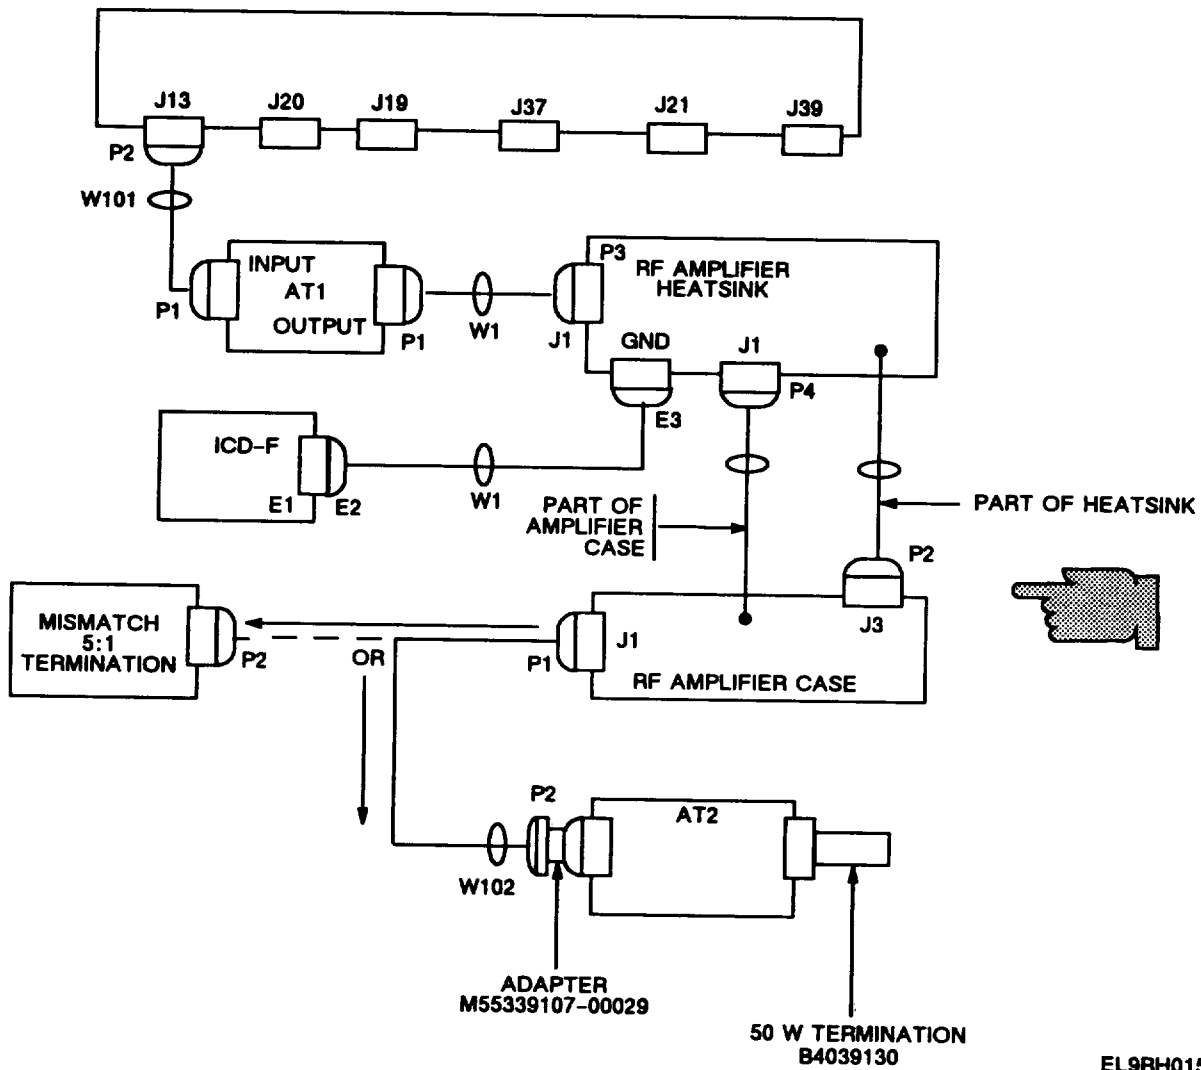 J13 J20 J19 J37 J21 J39
P2
W101
INPUT
AT1
OUTPUT
P1
P1
W1
P3
RF AMPLIFIER
HEATSINK
J1
GND
J1
P4
E3
ICD-F
E1
E2
W1
PART OF
AMPLIFIER
CASE
PART OF HEATSINK
P2
J3
MISMATCH
5:1
TERMINATION
P2
OR
P1
J1
RF AMPLIFIER CASE
P2
AT2
W102
ADAPTER
M55339107-00029
50 W TERMINATION
B4039130